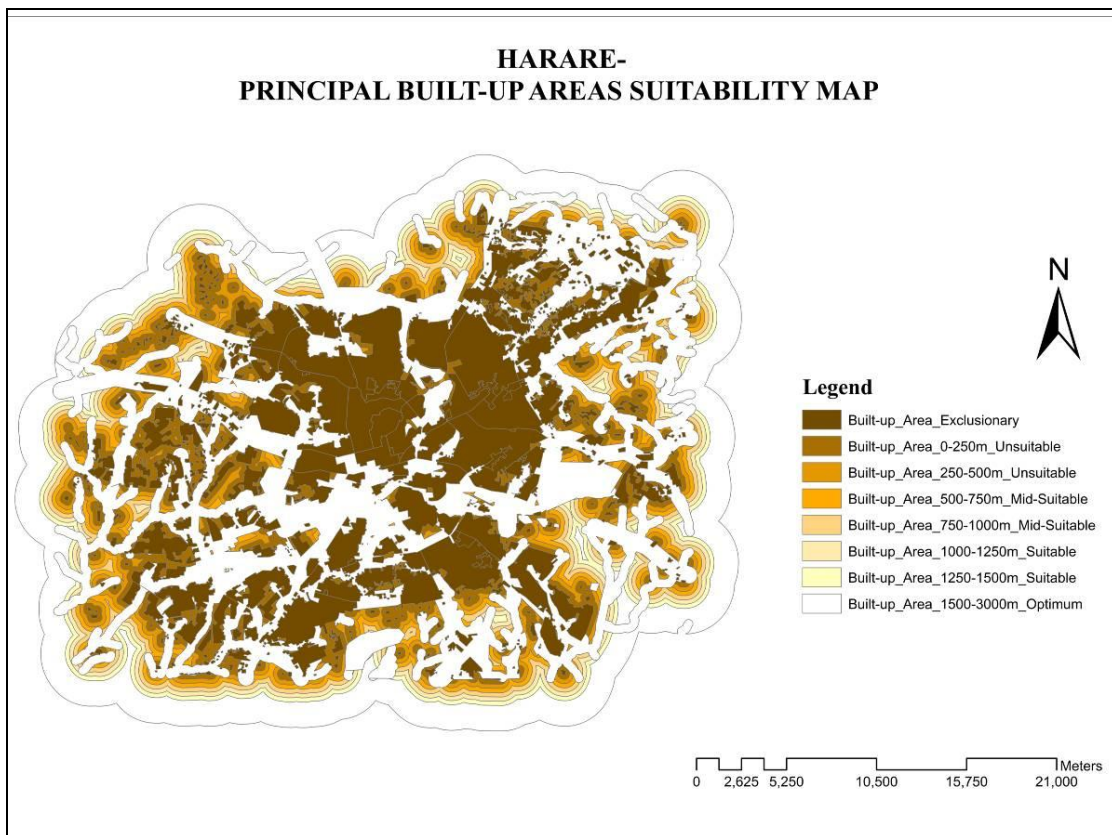 HARARE-
PRINCIPAL BUILT-UP AREAS SUITABILITY MAP
N
Legend
Built-up_Area_Exclusionary
Built-up_Area_0-250m_Unsuitable
Built-up_Area_250-500m_Unsuitable
Built-up_Area_500-750m_Mid-Suitable
Built-up_Area_750-1000m_Mid-Suitable
Built-up_Area_1000-1250m_Suitable
Built-up_Area_1250-1500m_Suitable
Built-up_Area_1500-3000m_Optimum
Meters
0 2,625 5,250 10,500 15,750 21,000